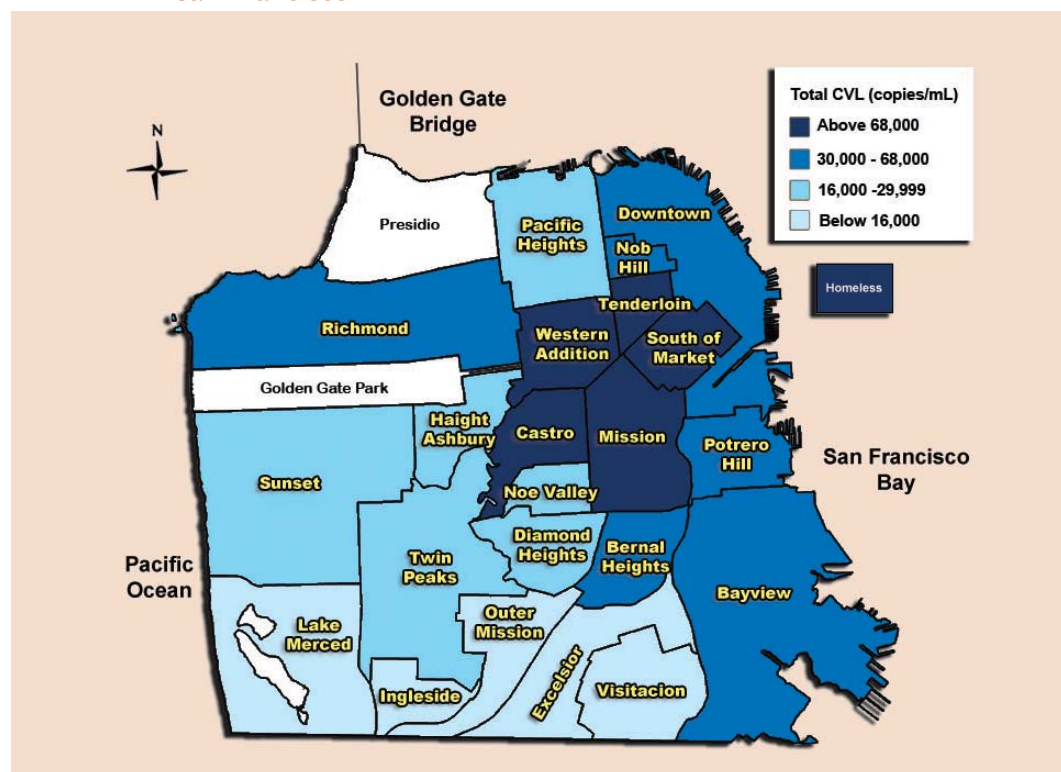 Golden Gate
Bridge
N
Total CVL (copies/mL)
Above 68,000
30,000 - 68,000
16,000 -29,999
Below 16,000
Homeless
Presidio
Pacific
Heights
Downtown
Nob
Hill
Tenderloin
Richmond
Western
Addition
South of
Market
Golden Gate Park
Haight
Ashbury
Castro
Mission
Potrero
Hill
San Francisco
Bay
Sunset
Noe Valley
Diamond
Heights
Bernal
Heights
Twin
Peaks
Pacific
Ocean
Bayview
Lake
Merced
Outer
Mission
Ingleside
Excelsior
Visitacion